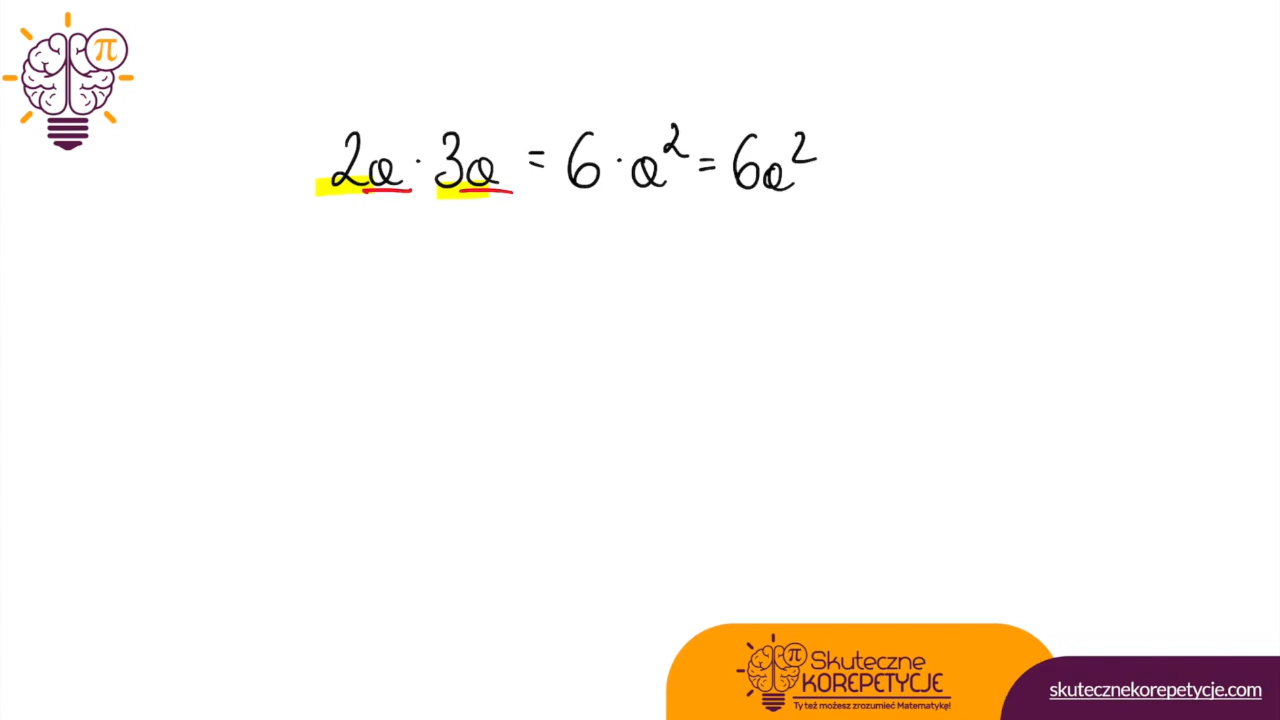 π
2a · 3a = 6 · a² = 6a²
π
Skuteczne
KOREPETYCJE
Ty też możesz zrozumieć Matematykę!
skutecznekorepetycje.com